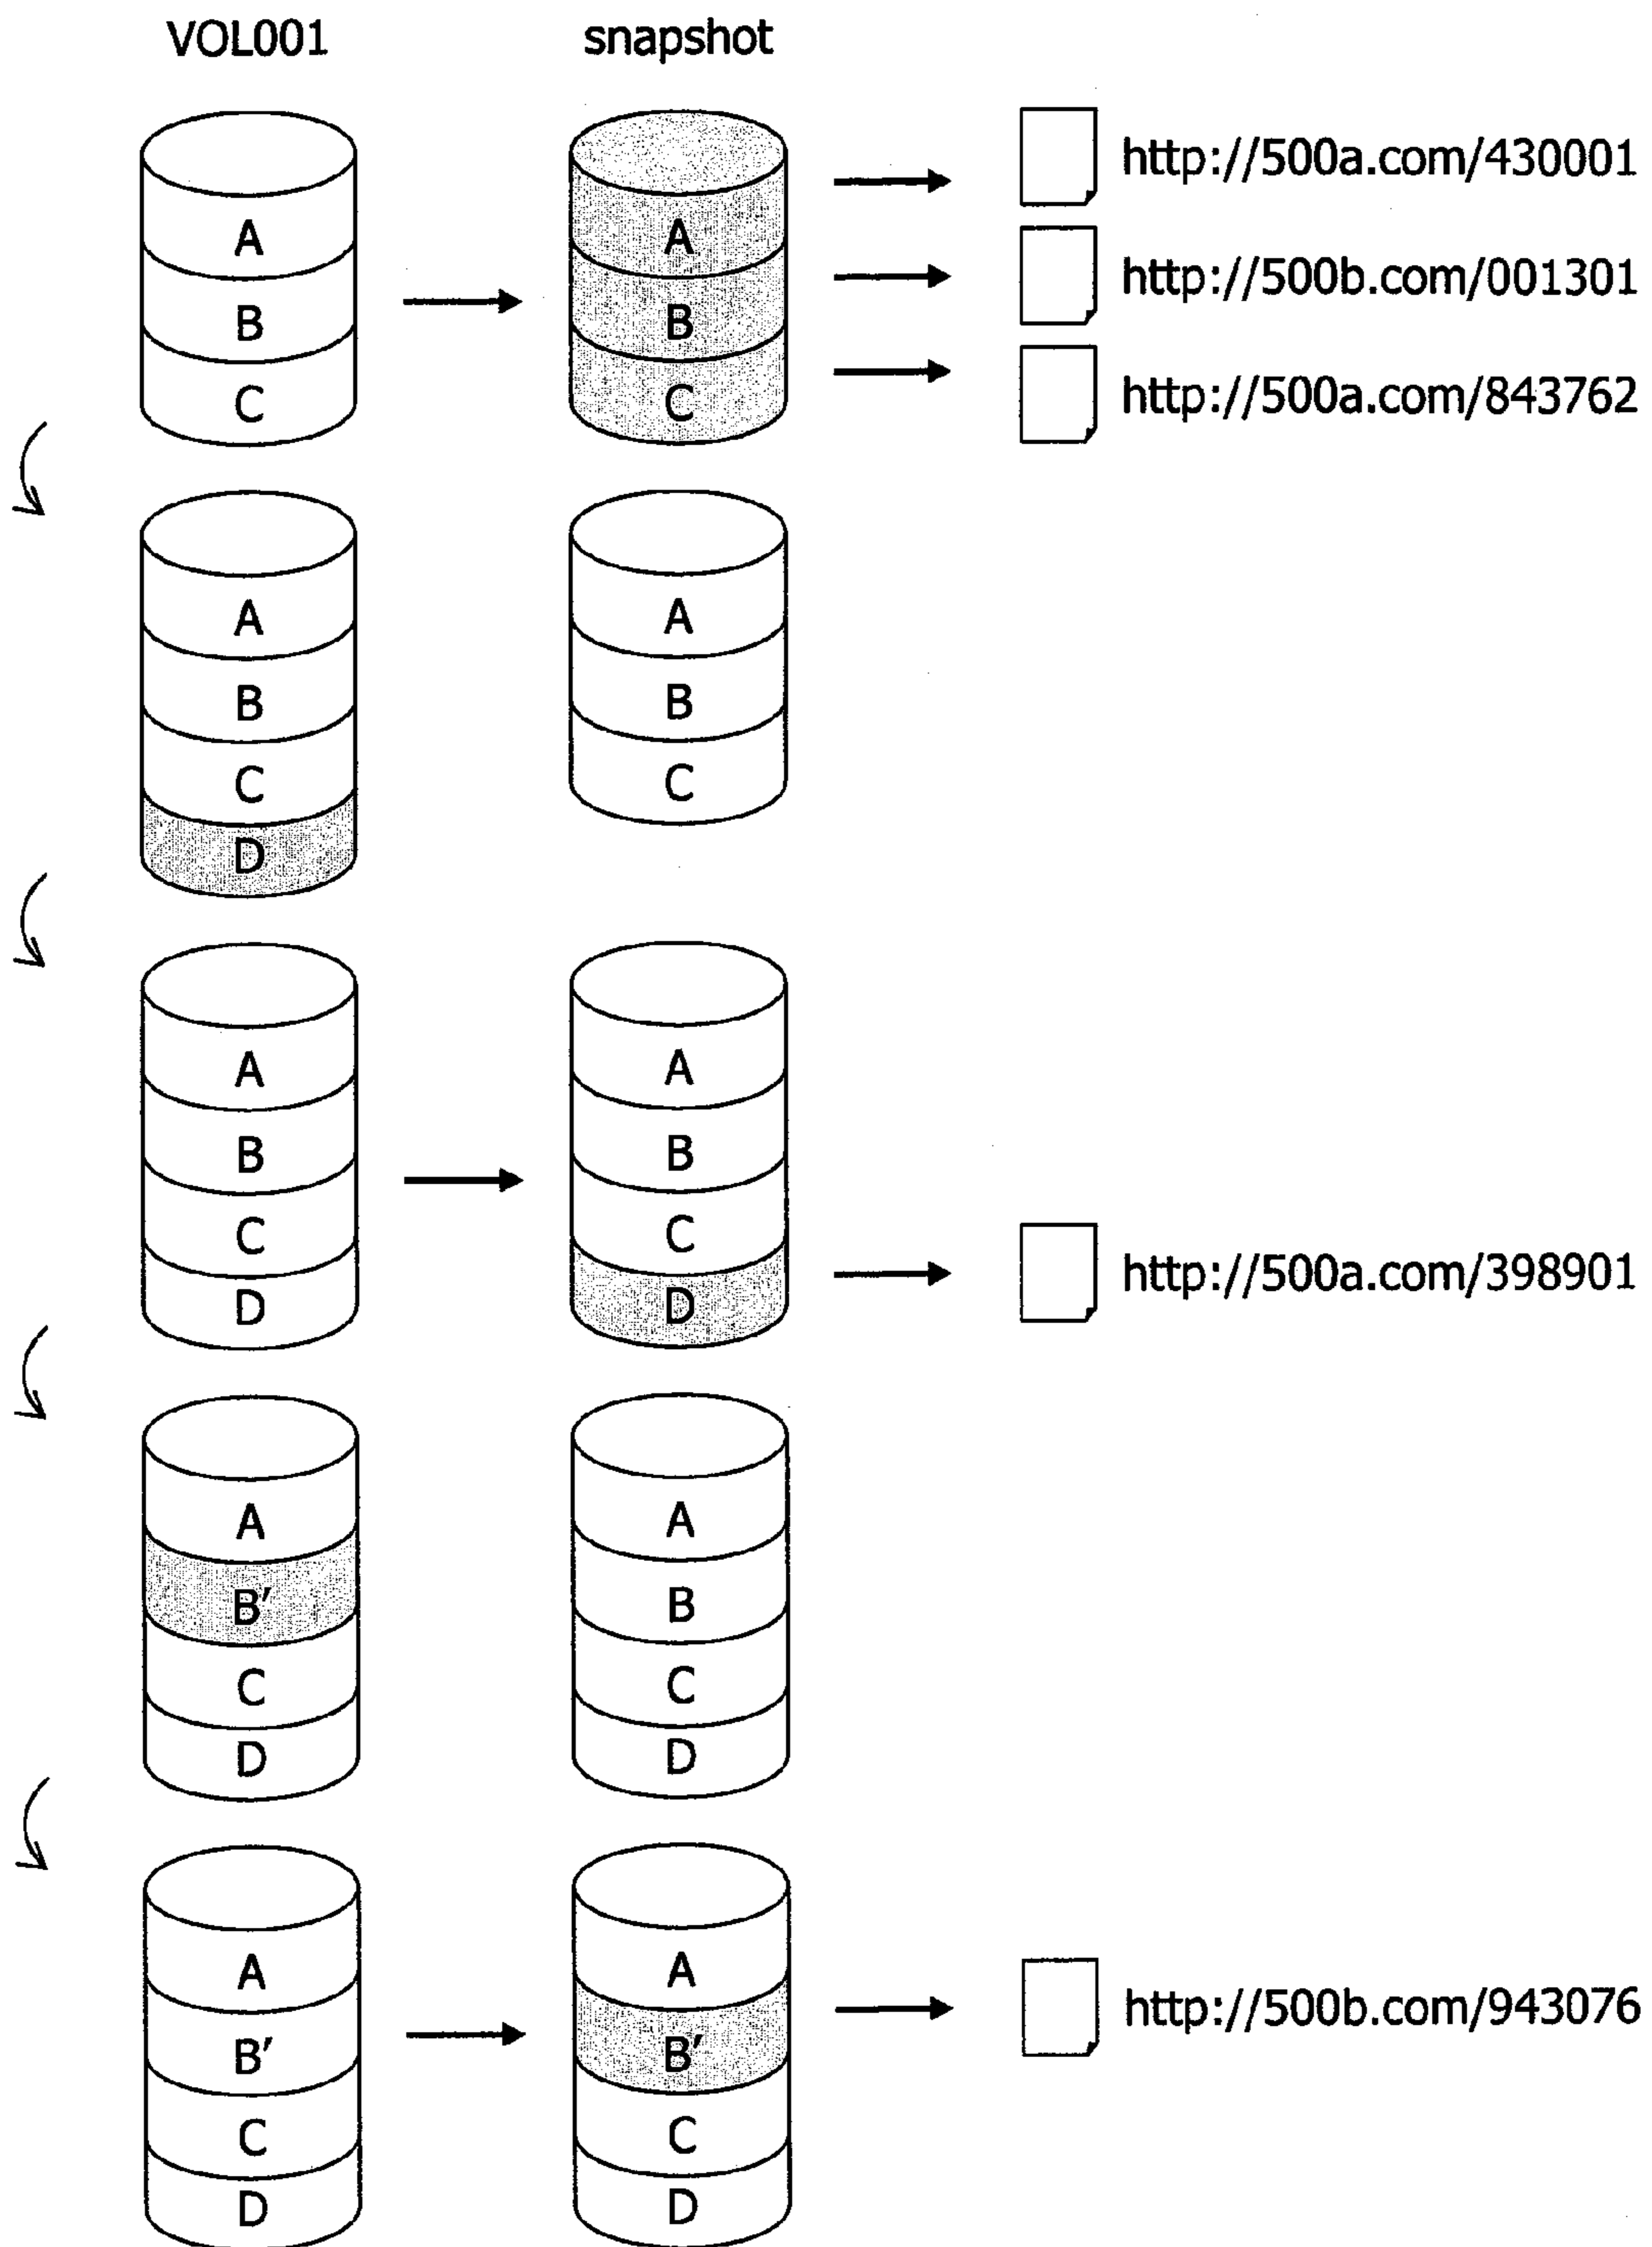 VOL001 snapshot
A A http://500a.com/430001
B B http://500b.com/001301
C C http://500a.com/843762
A A
B B
C C
D
A A
B B
C C
D D http://500a.com/398901
A A
B' B
C C
D D
A A
B' B' http://500b.com/943076
C C
D D